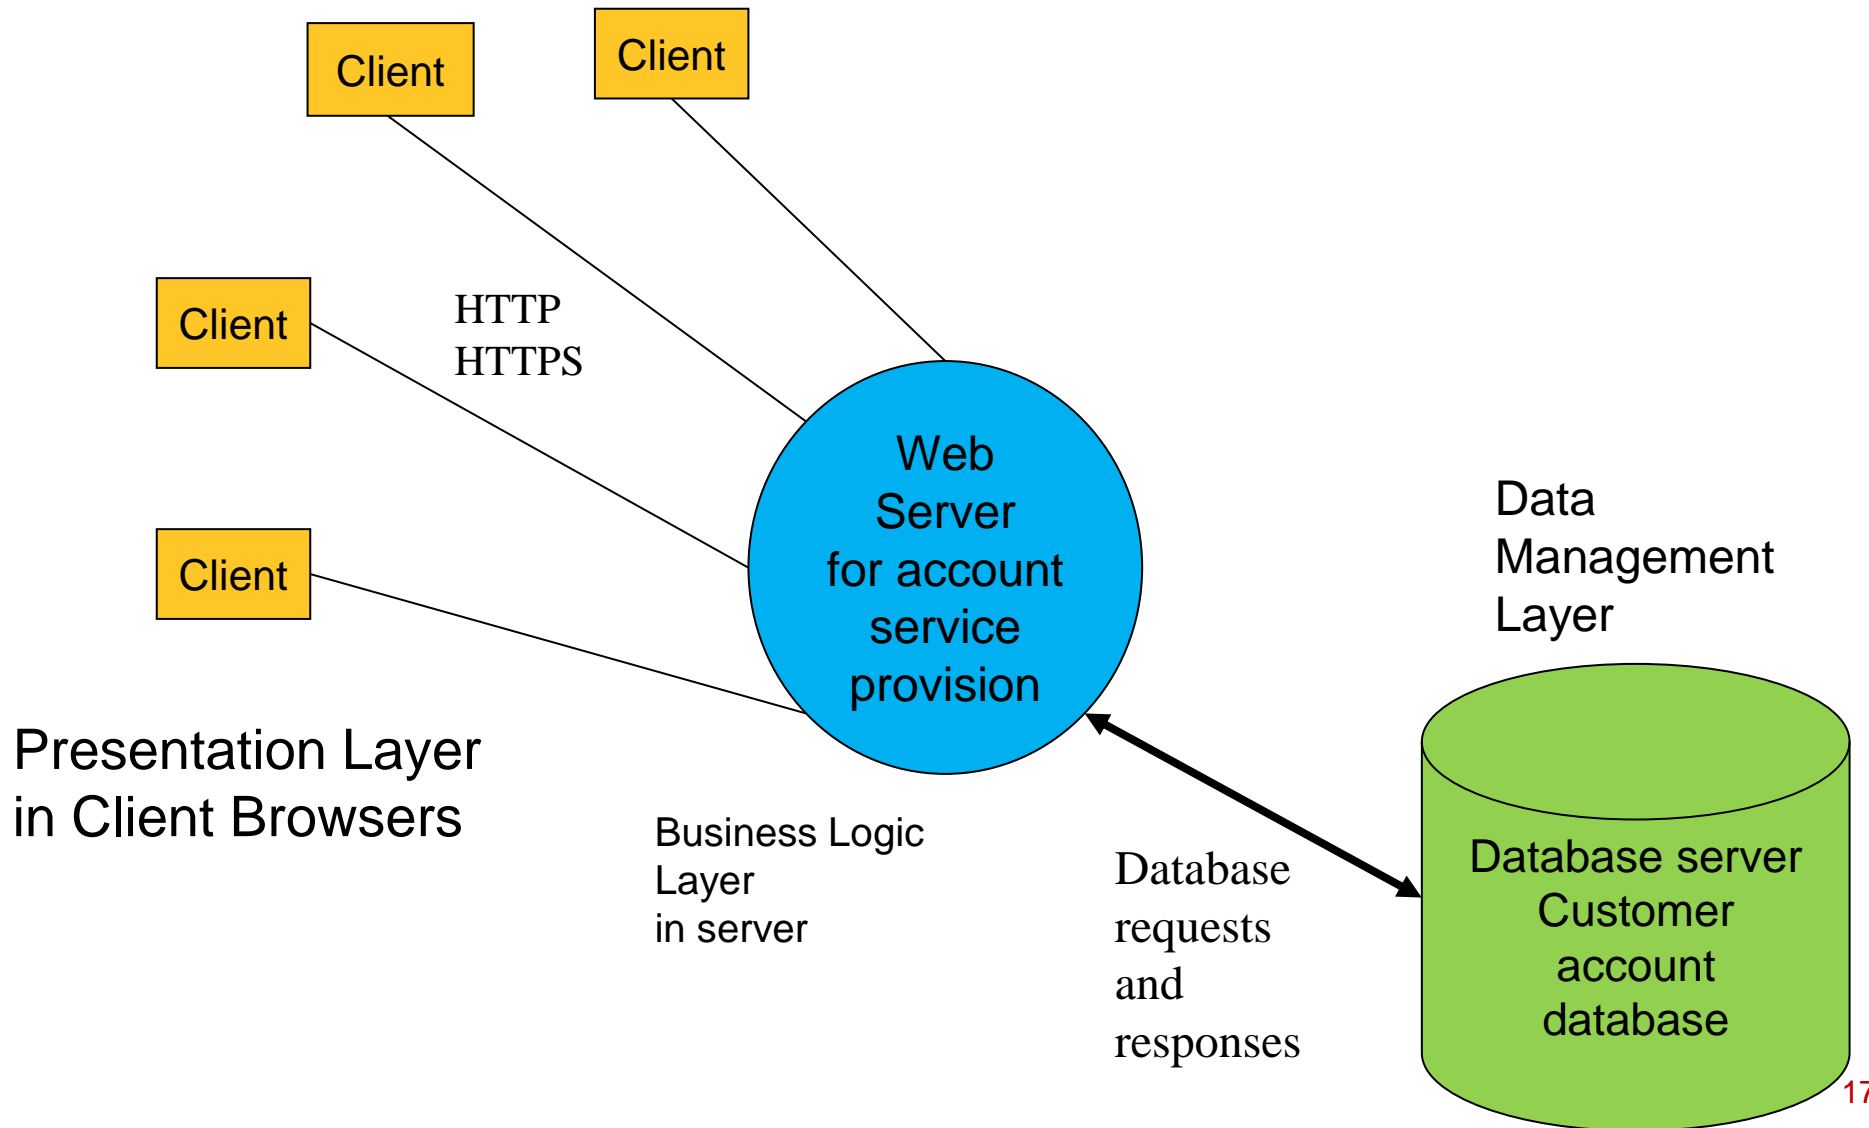 Client
Client
Client
HTTP
HTTPS
Client
Web
Server
for account
service
provision
Data
Management
Layer
Presentation Layer
in Client Browsers
Business Logic
Layer
in server
Database
requests
and
responses
Database server
Customer
account
database
17